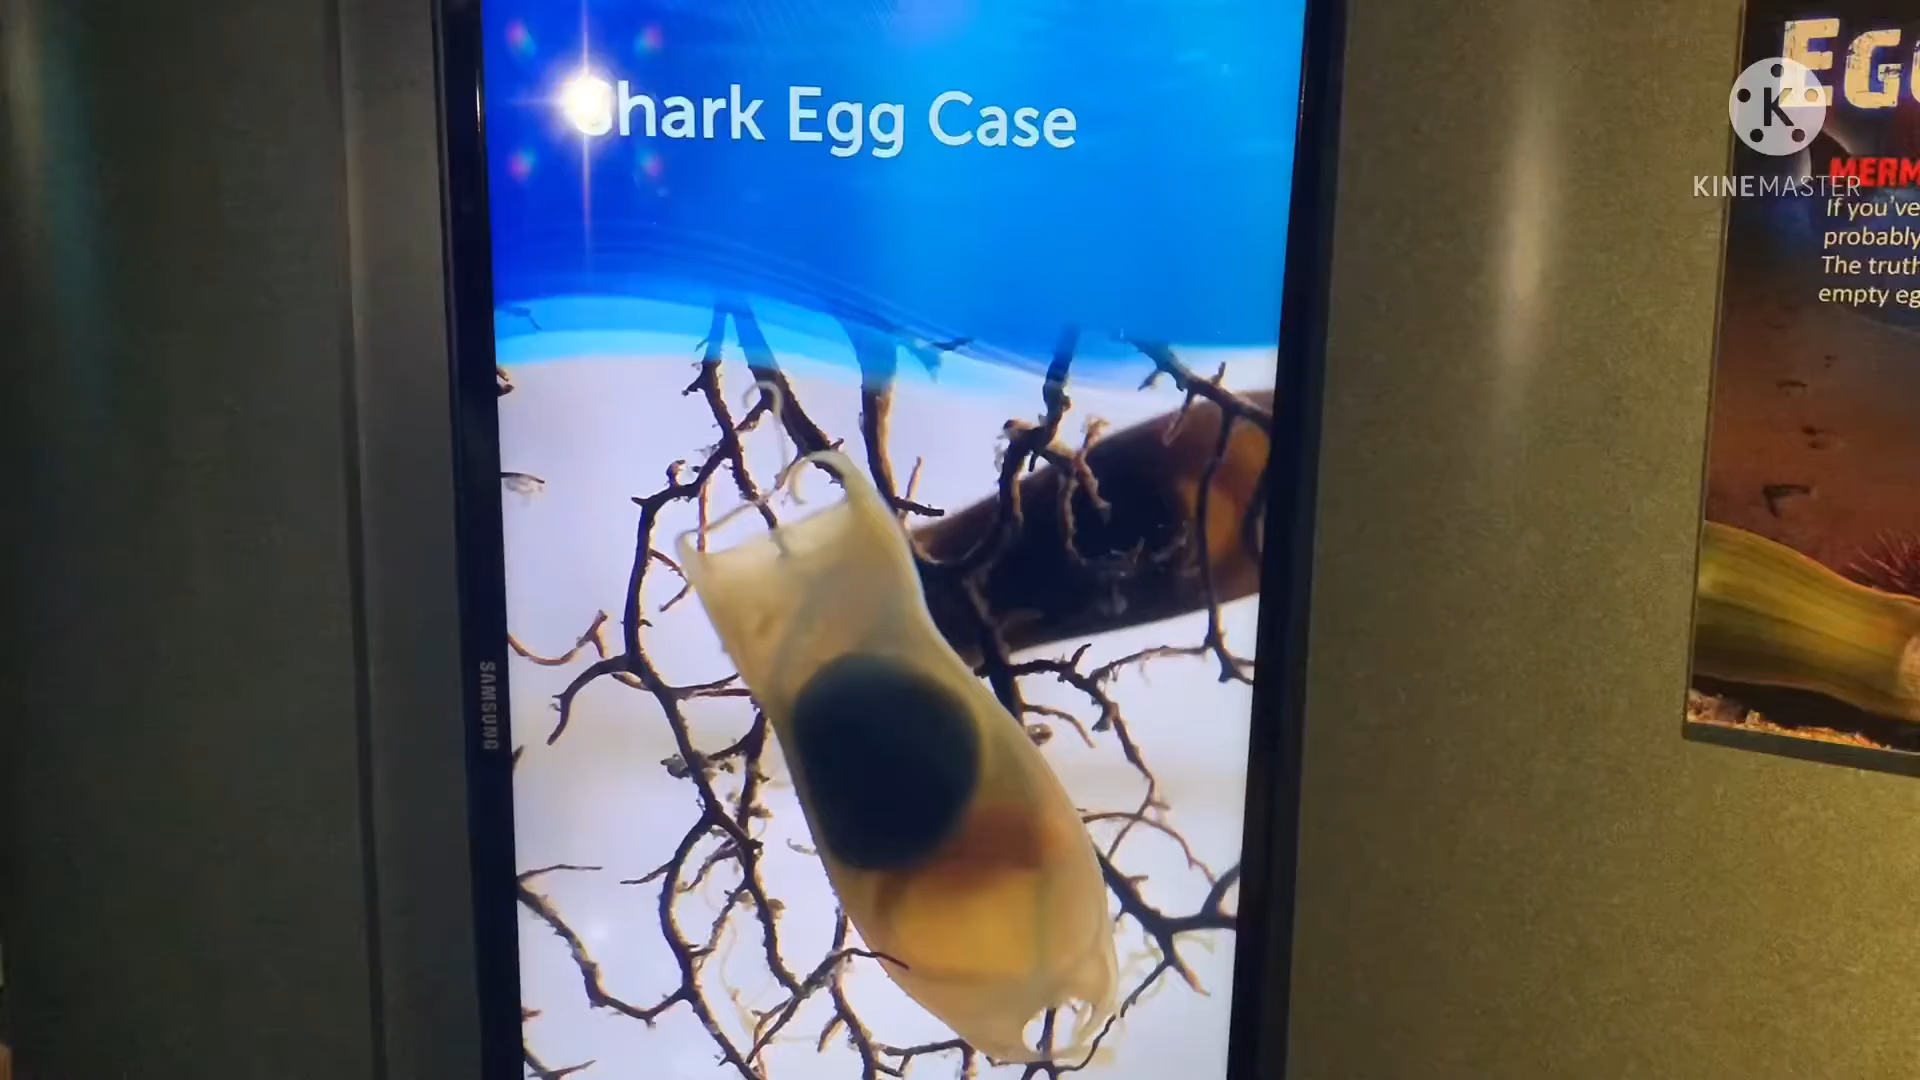 Shark Egg Case
SAMSUNG
K
KINEMASTER
If you've
probably
The truth
empty